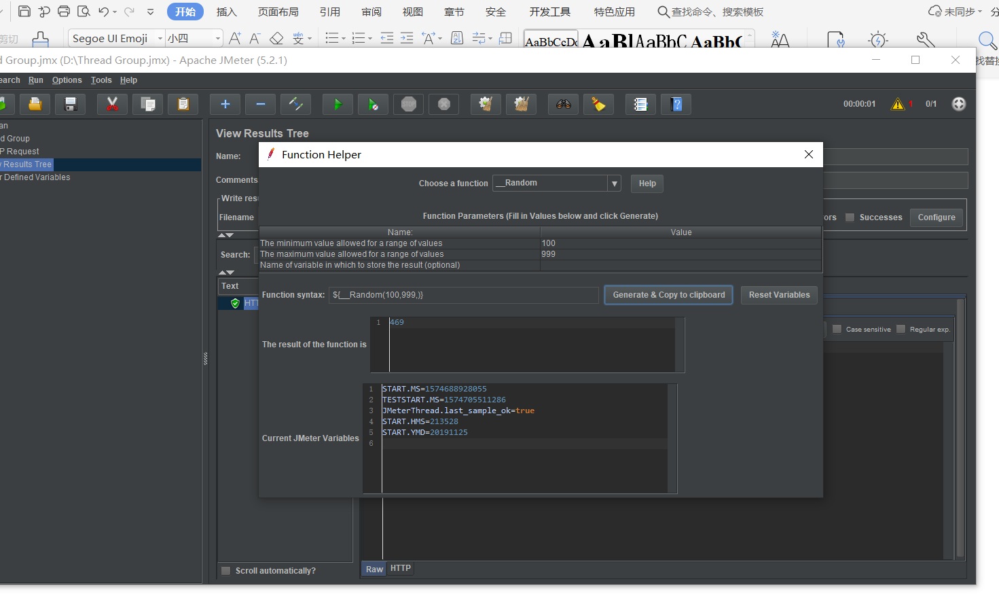 开始 插入 页面布局 引用 审阅 视图 章节 安全 开发工具 特色应用 查找命令、搜索模板 未同步 分
剪切 Segoe UI Emoji 小四 AaBbCcDc AaBl AaBbC AaBb(
找替换
d Group.jmx (D:\Thread Group.jmx) - Apache JMeter (5.2.1)
earch Run Options Tools Help
00:00:01 1 0/1
an
d Group
P Request
v Results Tree
r Defined Variables
View Results Tree
Name:
Comments
Write resu
Filename
ors Successes Configure
Search:
Text
HTT
Case sensitive Regular exp.
Function Helper
Choose a function __Random Help
Function Parameters (Fill in Values below and click Generate)
Name: Value
The minimum value allowed for a range of values 100
The maximum value allowed for a range of values 999
Name of variable in which to store the result (optional)
Function syntax: ${__Random(100,999,)} Generate & Copy to clipboard Reset Variables
The result of the function is
1 469
Current JMeter Variables
1 START.MS=1574688928055
2 TESTSTART.MS=1574705511286
3 JMeterThread.last_sample_ok=true
4 START.HMS=213528
5 START.YMD=20191125
6
Scroll automatically?
Raw HTTP